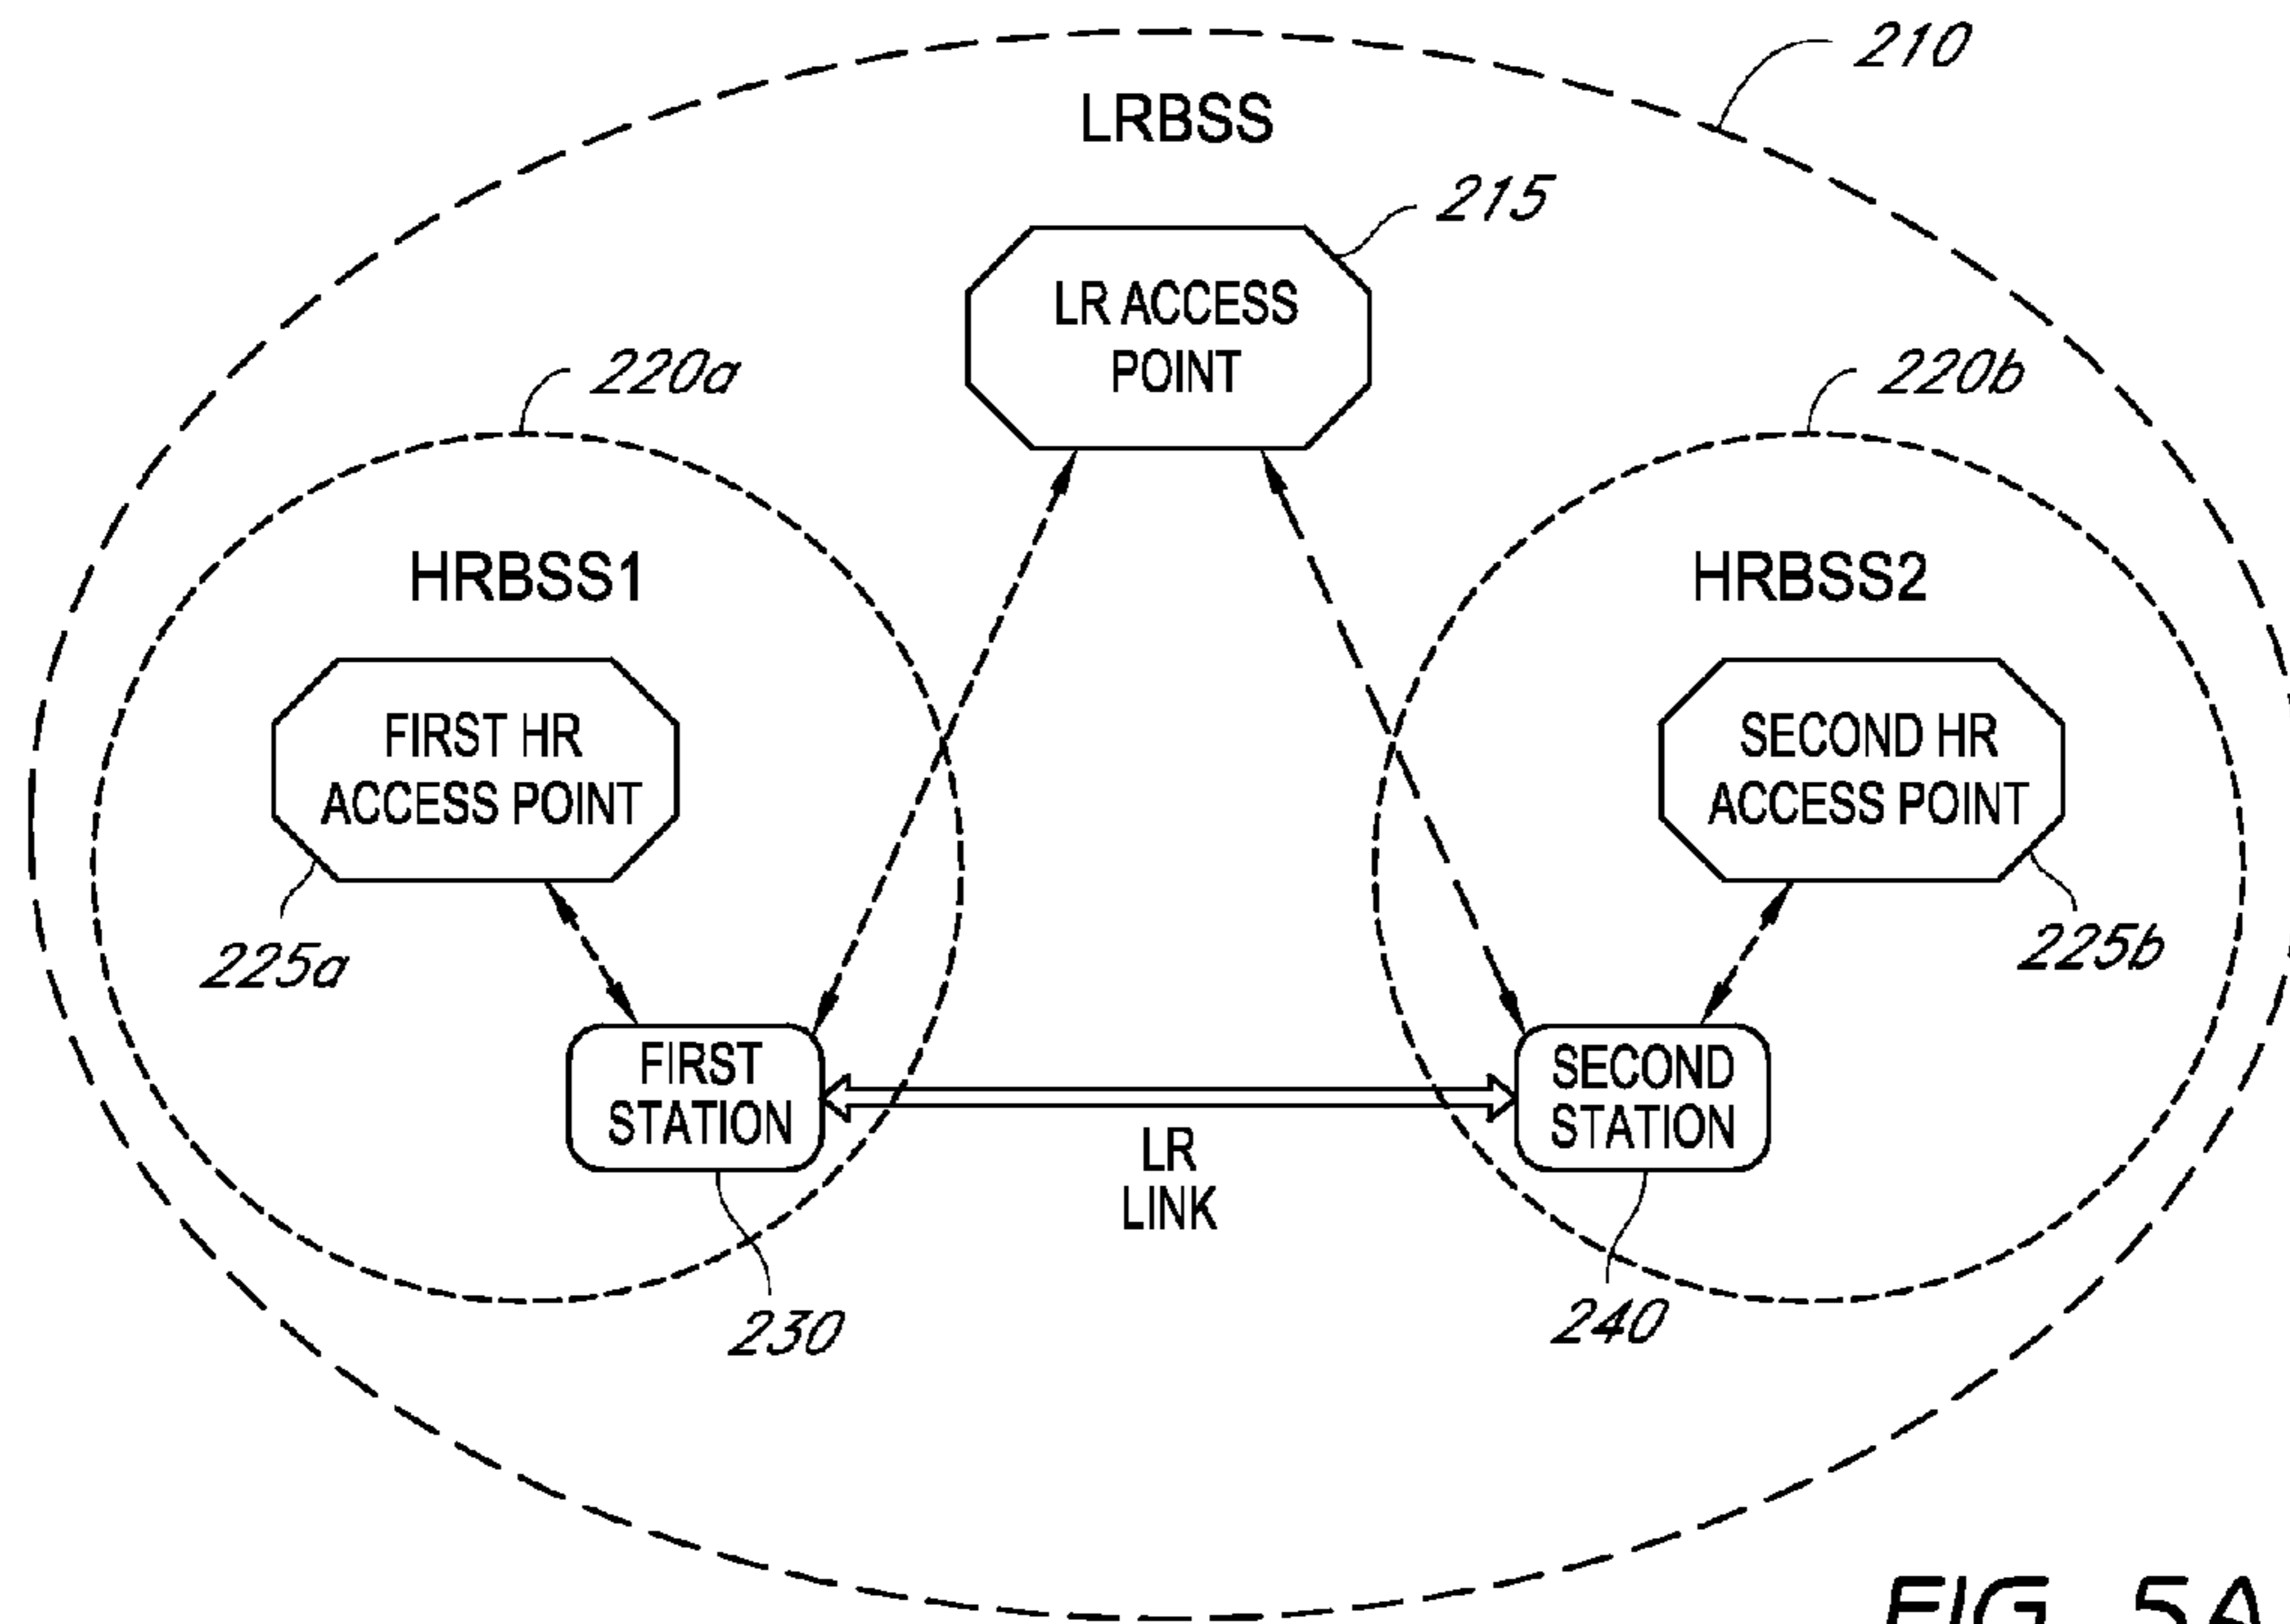 210
LRBSS
215
LR ACCESS
POINT
220a
220b
HRBSS1
HRBSS2
FIRST HR
ACCESS POINT
SECOND HR
ACCESS POINT
225a
225b
FIRST
STATION
SECOND
STATION
LR
LINK
230
240
FIG. 5A